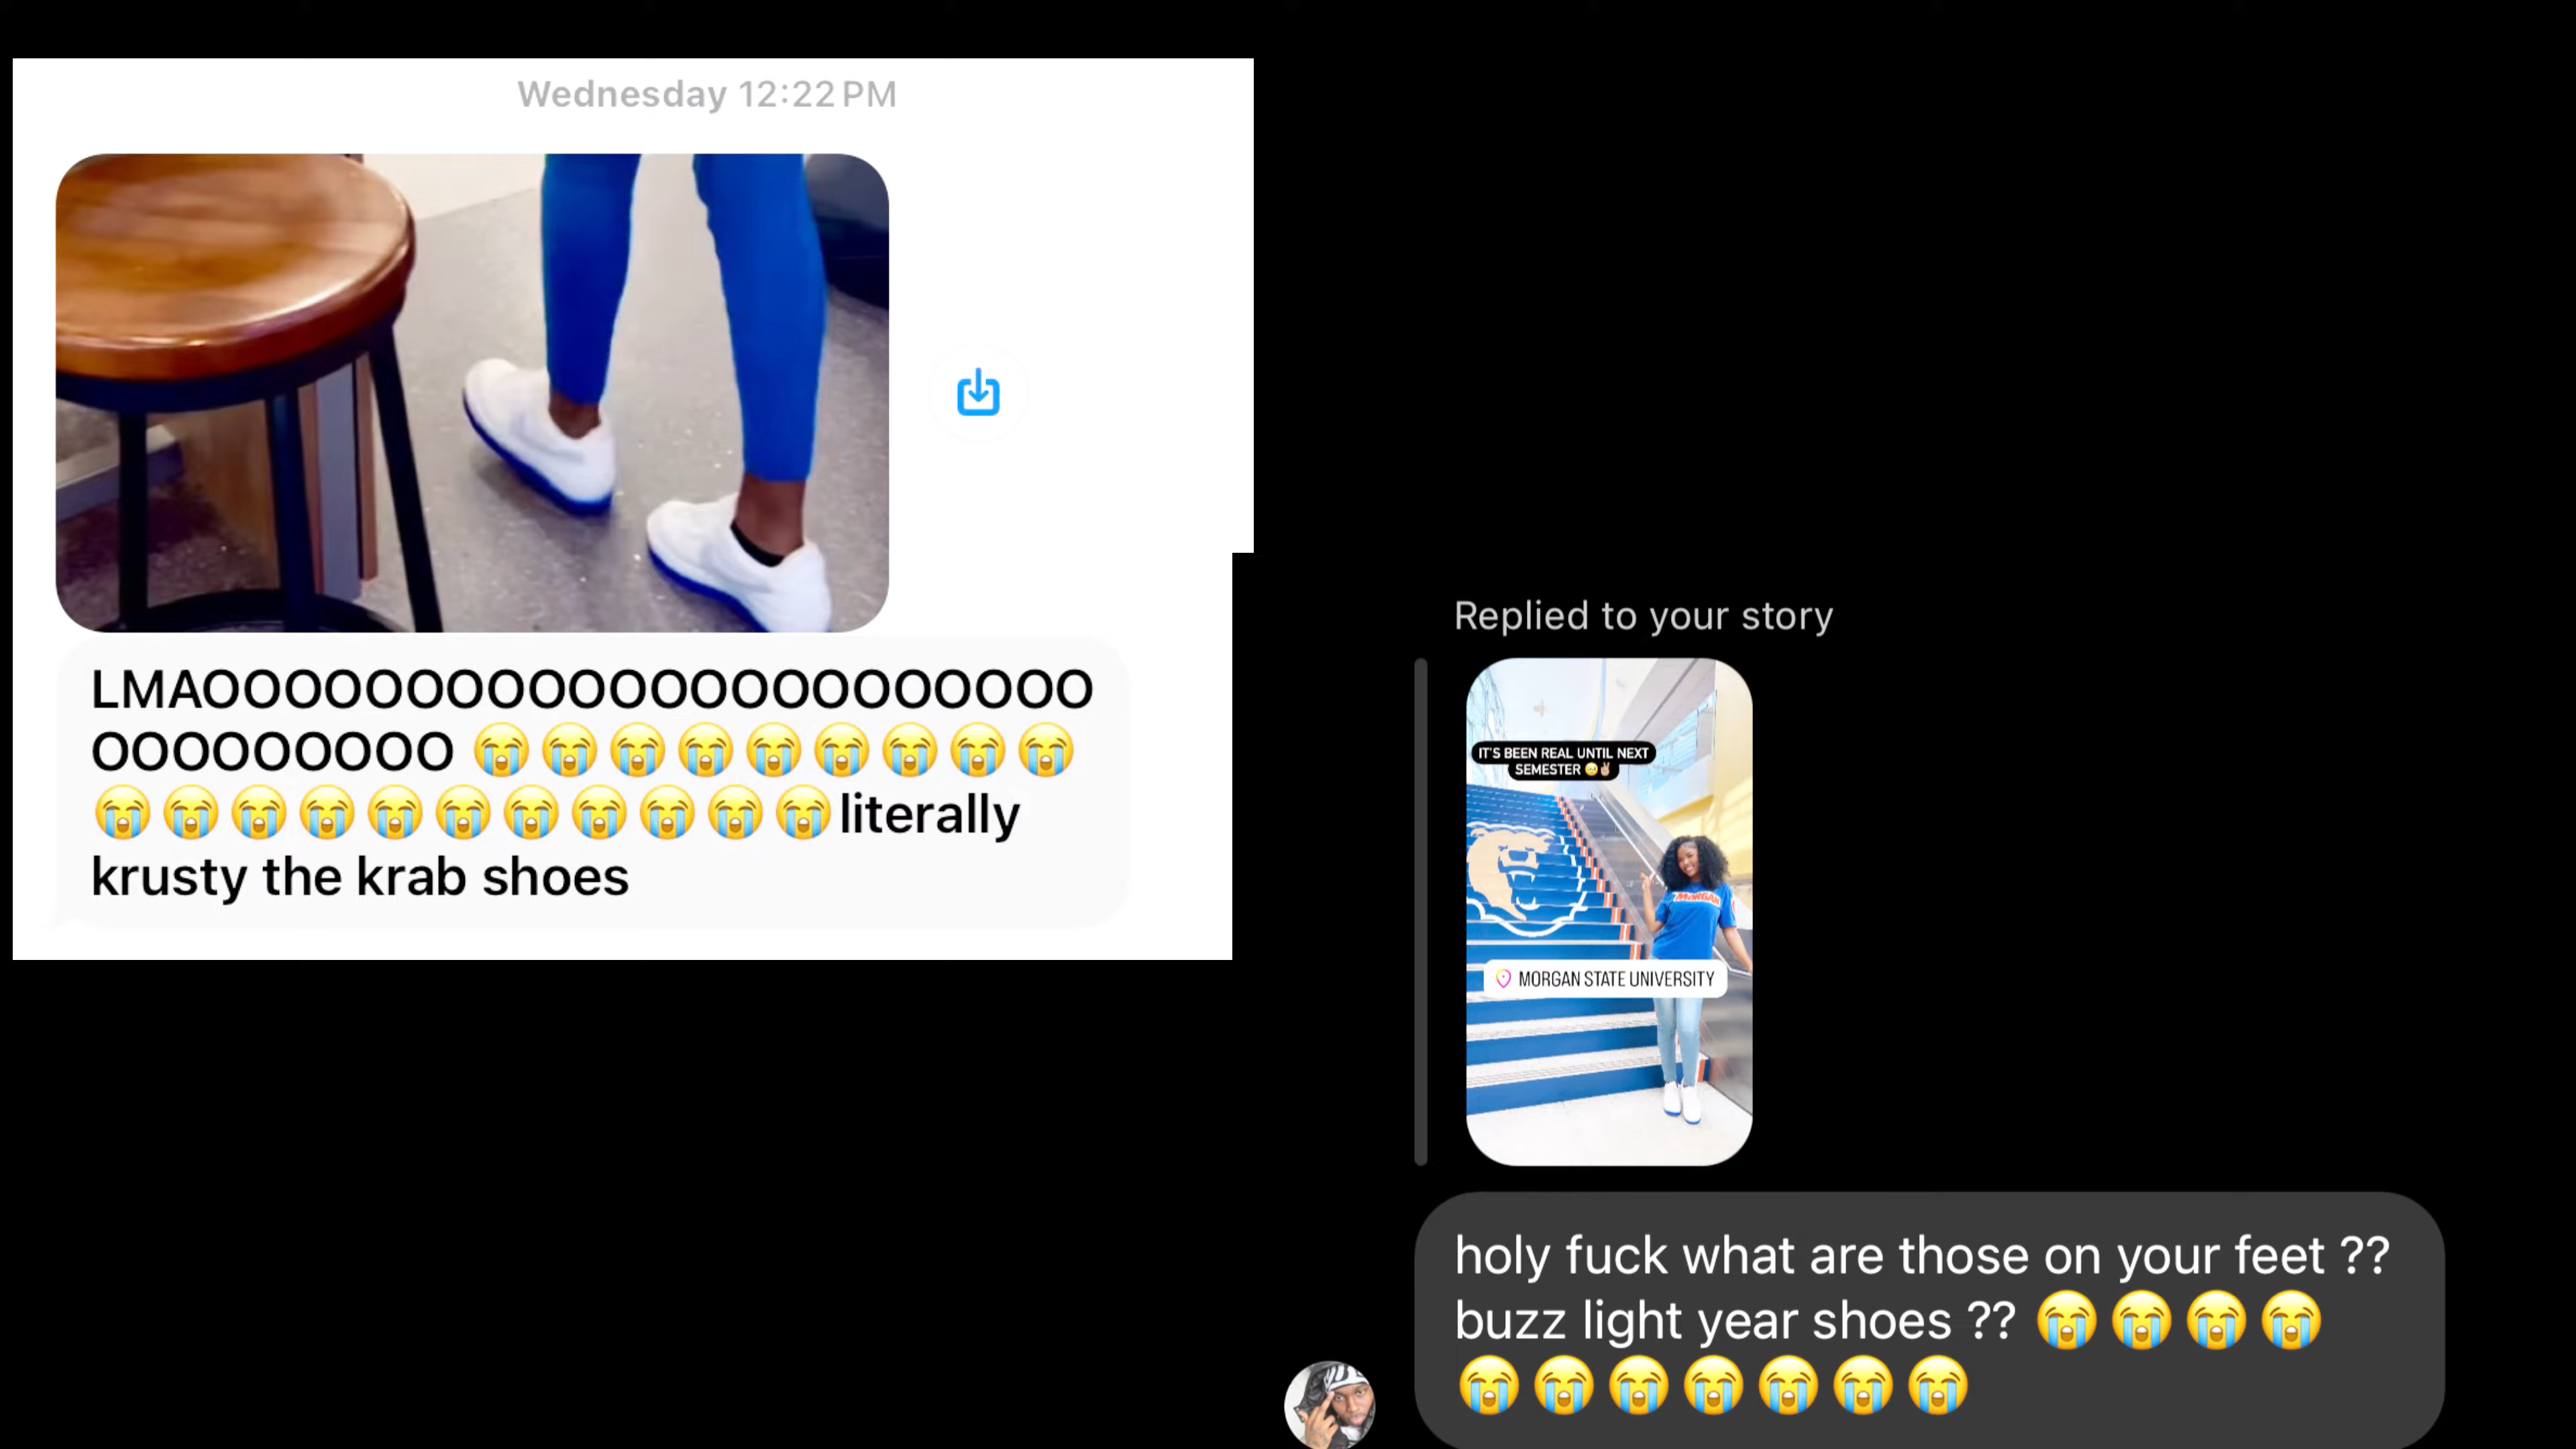 Wednesday 12:22 PM
LMAOOOOOOOOOOOOOOOOOOOOOO
OOOOOOOOO 😭😭😭😭😭😭😭😭😭
😭😭😭😭😭😭😭😭😭😭😭literally
krusty the krab shoes
Replied to your story
IT'S BEEN REAL UNTIL NEXT
SEMESTER 🥹✌🏽
MORGAN
MORGAN STATE UNIVERSITY
holy fuck what are those on your feet ??
buzz light year shoes ?? 😭😭😭😭
😭😭😭😭😭😭😭